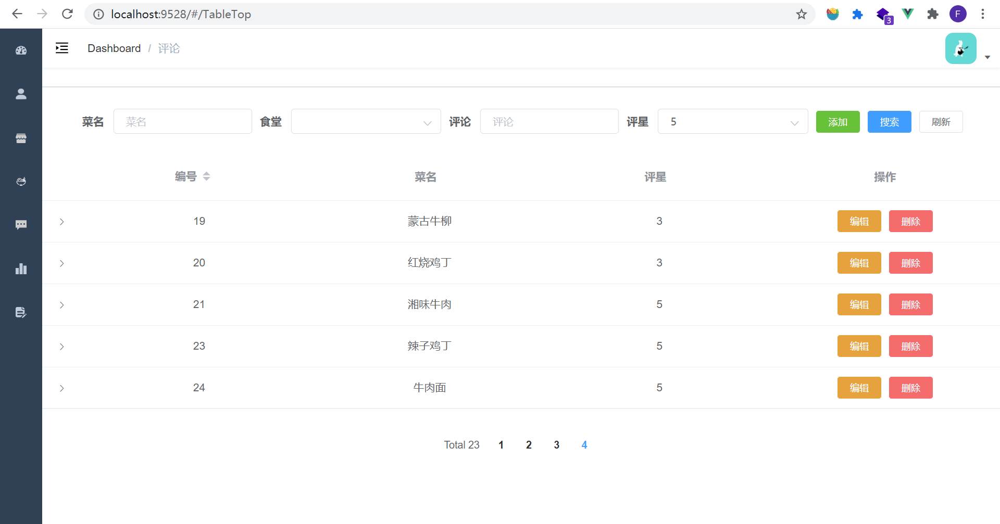 localhost:9528/#/TableTop
3
F
Dashboard / 评论
菜名 菜名 食堂 评论 评论 评星 5 添加 搜索 刷新
编号 菜名 评星 操作
19 蒙古牛柳 3 编辑 删除
20 红烧鸡丁 3 编辑 删除
21 湘味牛肉 5 编辑 删除
23 辣子鸡丁 5 编辑 删除
24 牛肉面 5 编辑 删除
Total 23 1 2 3 4